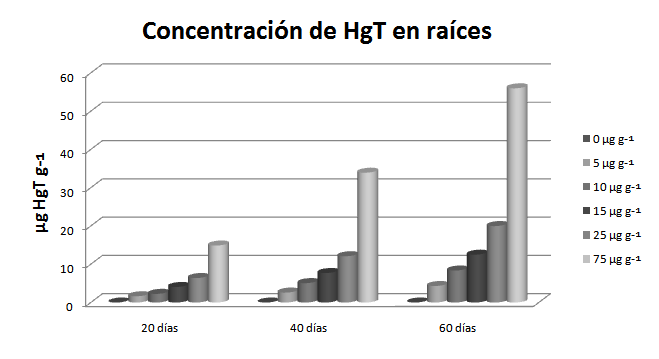 Concentración de HgT en raíces
µg HgT g-1
60
50
40
30
20
10
0
20 días
40 días
60 días
0 µg g-1
5 µg g-1
10 µg g-1
15 µg g-1
25 µg g-1
75 µg g-1